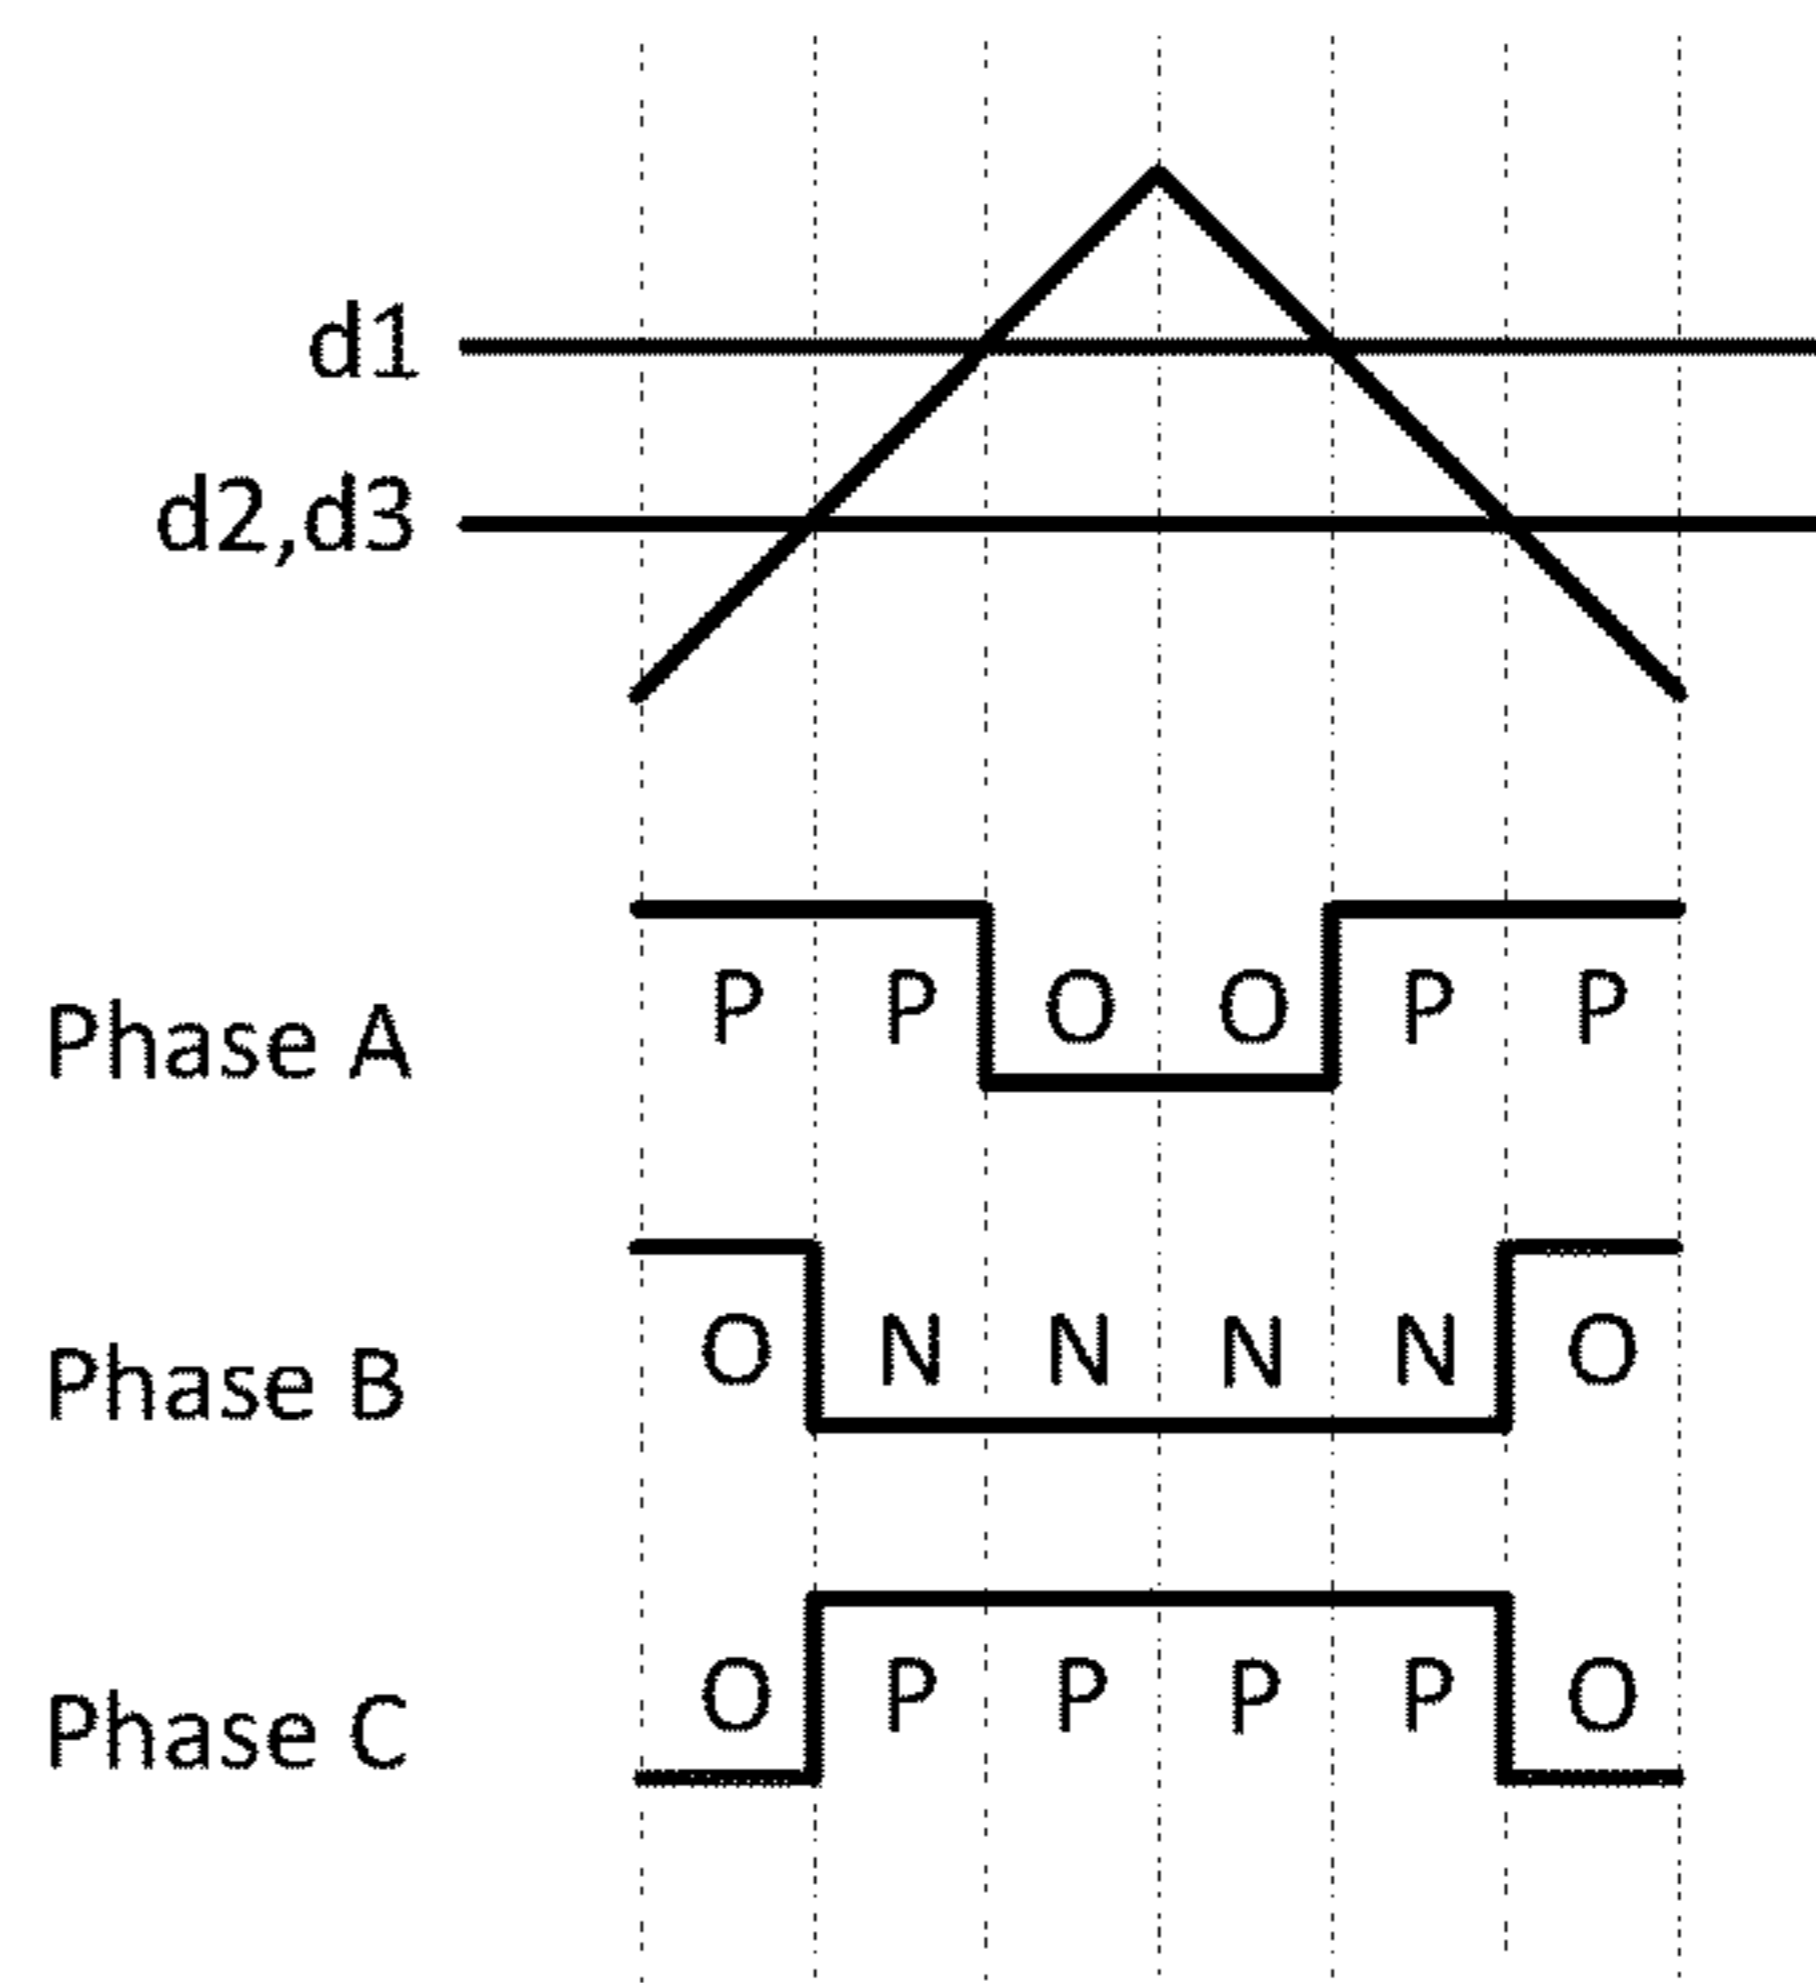 d1
d2,d3
Phase A P P O O P P
Phase B O N N N N O
Phase C O P P P P O